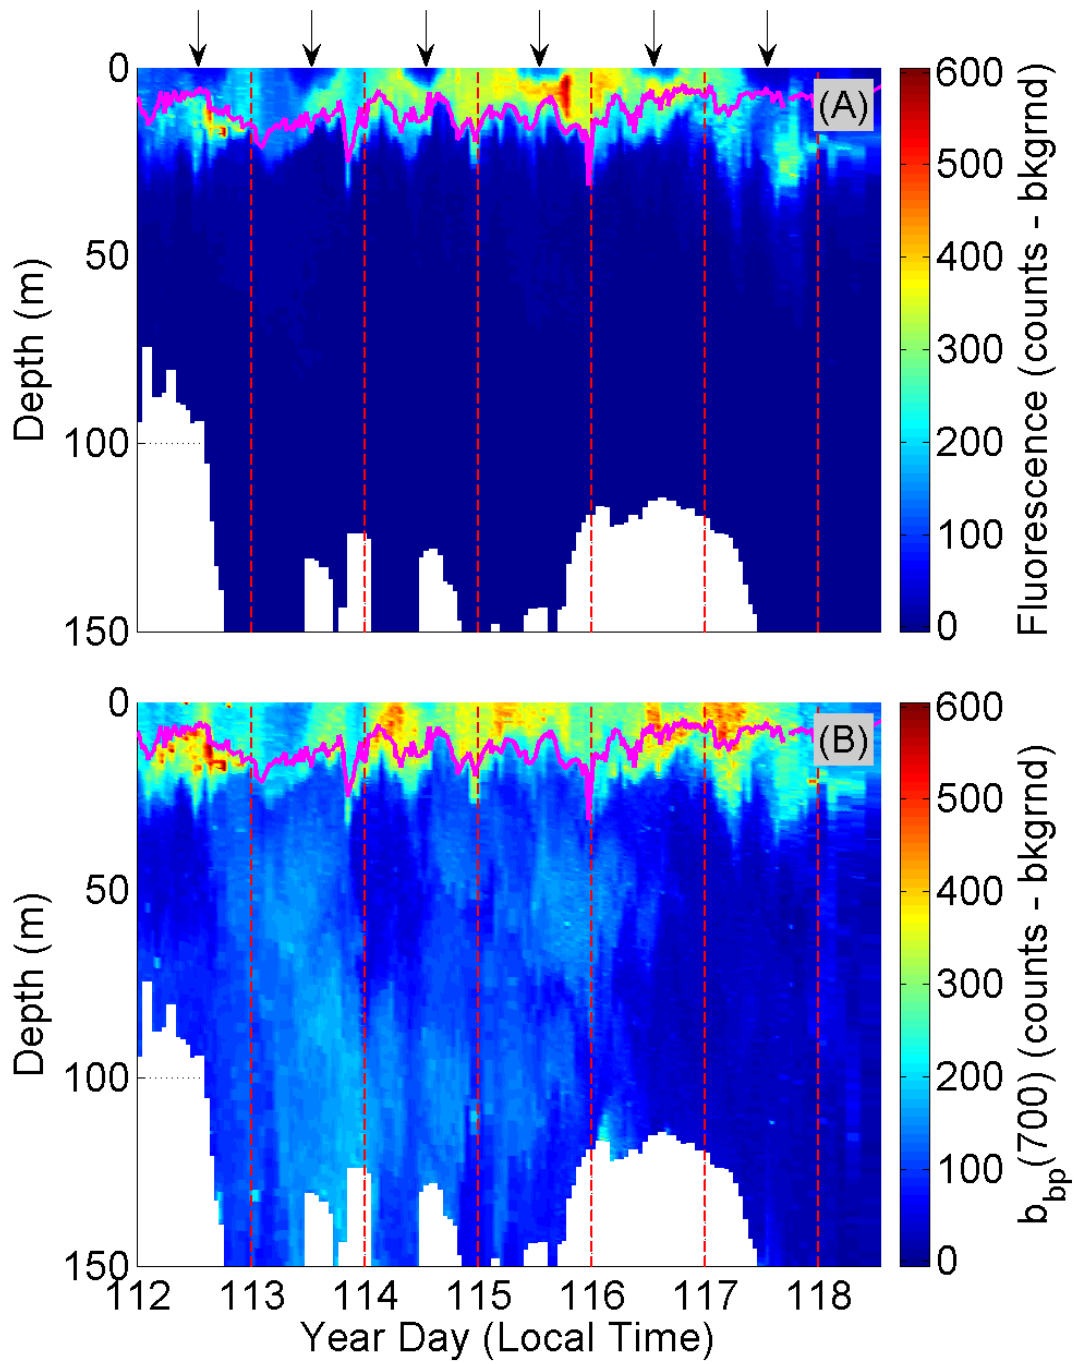 0
50
100
150
Depth (m)
(A)
600
500
400
300
200
100
0
Fluorescence (counts - bkgrnd)
0
50
100
150
Depth (m)
(B)
600
500
400
300
200
100
0
b_bp(700) (counts - bkgrnd)
112 113 114 115 116 117 118
Year Day (Local Time)